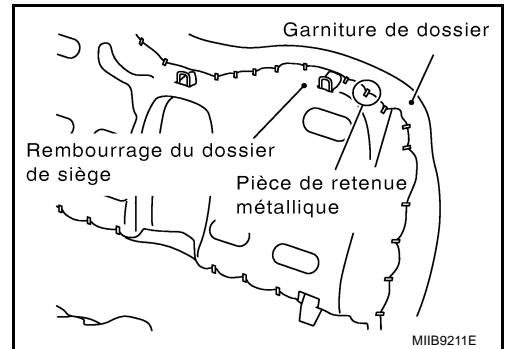 Garniture de dossier
Rembourrage du dossier
de siège
Pièce de retenue
métallique
MIIB9211E